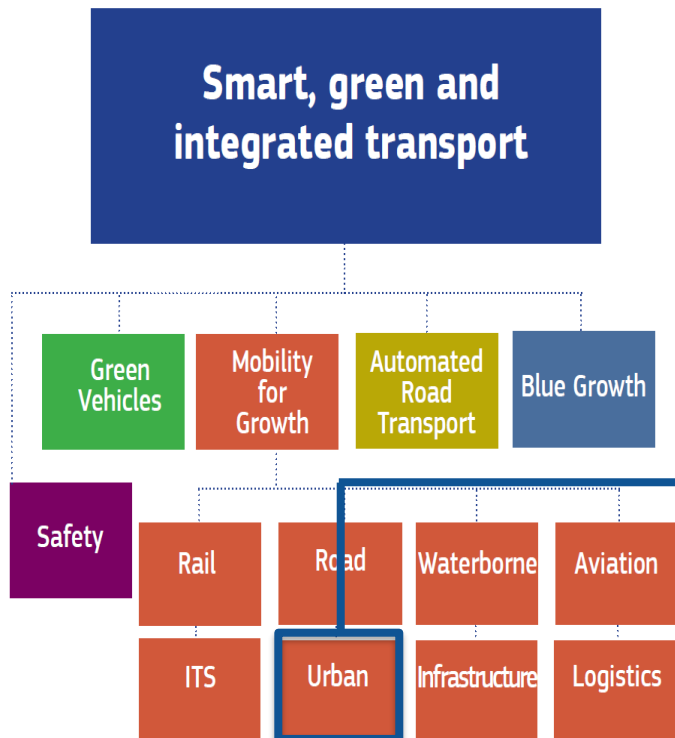 Smart, green and
integrated transport
Green
Vehicles
Mobility
for
Growth
Automated
Road
Transport
Blue Growth
Safety
Rail
Road
Waterborne
Aviation
ITS
Urban
Infrastructure
Logistics